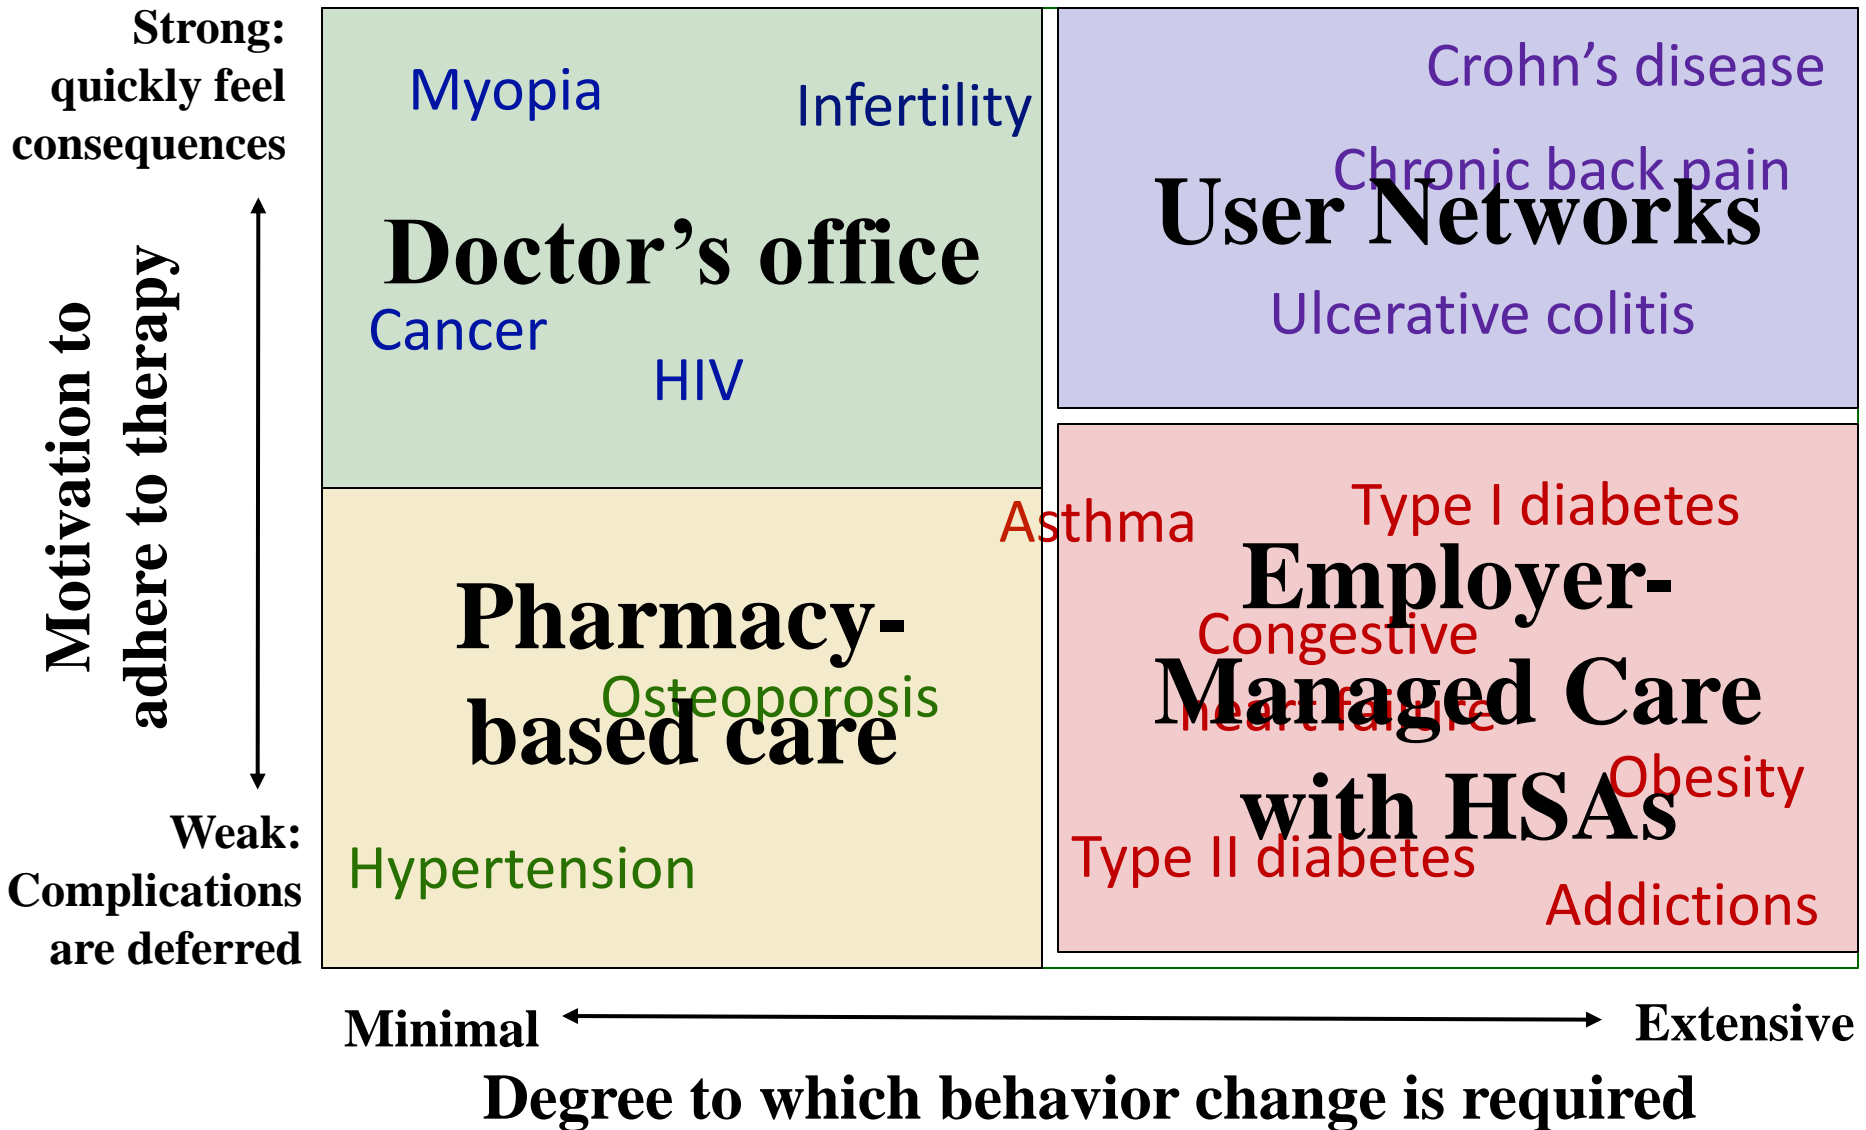 Strong:
quickly feel
consequences
Motivation to
adhere to therapy
Weak:
Complications
are deferred
Myopia
Infertility
Doctor’s office
Cancer
HIV
Crohn’s disease
Chronic back pain
User Networks
Ulcerative colitis
Pharmacy-
based care
Osteoporosis
Hypertension
Asthma
Type I diabetes
Employer-
Managed Care
with HSAs
Congestive
heart failure
Obesity
Type II diabetes
Addictions
Minimal
Extensive
Degree to which behavior change is required